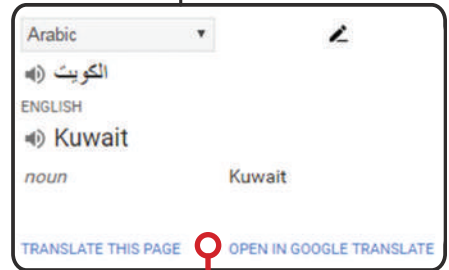 Arabic
الكويت
ENGLISH
Kuwait
noun Kuwait
TRANSLATE THIS PAGE OPEN IN GOOGLE TRANSLATE